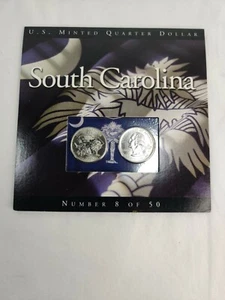 U.S. Minted Quarter Dollar
South Carolina
Number 8 of 50